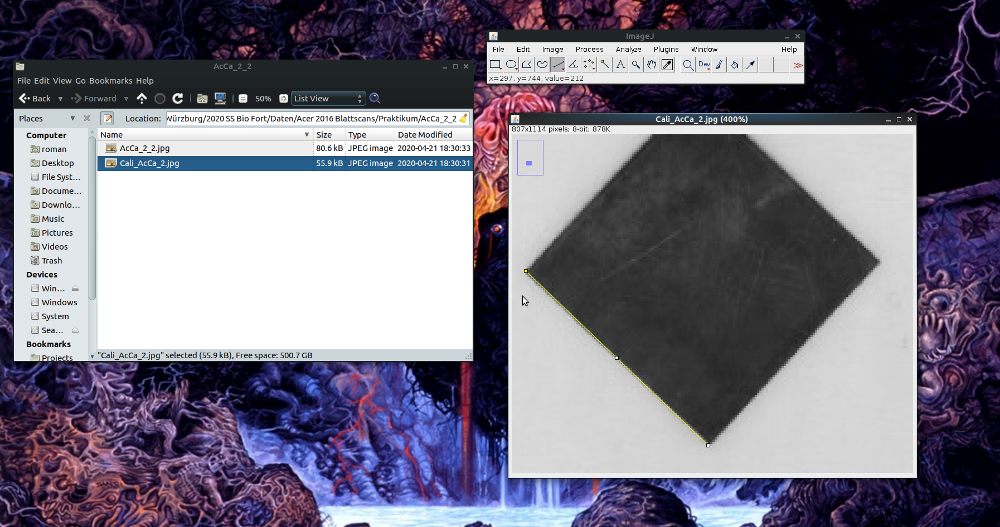 AcCa_2_2
File Edit View Go Bookmarks Help
Back Forward 50% List View
Places Location: Würzburg/2020 SS Bio Fort/Daten/Acer 2016 Blattscans/Praktikum/AcCa_2_2
Computer
roman
Desktop
File Syst...
Docume...
Downlo...
Music
Pictures
Videos
Trash
Devices
Win...
Windows
System
Sea...
Bookmarks
Projects
Name Size Type Date Modified
AcCa_2_2.jpg 80.6 kB JPEG image 2020-04-21 18:30:33
Cali_AcCa_2.jpg 55.9 kB JPEG image 2020-04-21 18:30:31
"Cali_AcCa_2.jpg" selected (55.9 kB), Free space: 500.7 GB
ImageJ
File Edit Image Process Analyze Plugins Window Help
A Dev >>
x=297, y=744, value=212
Cali_AcCa_2.jpg (400%)
807x1114 pixels; 8-bit; 878K